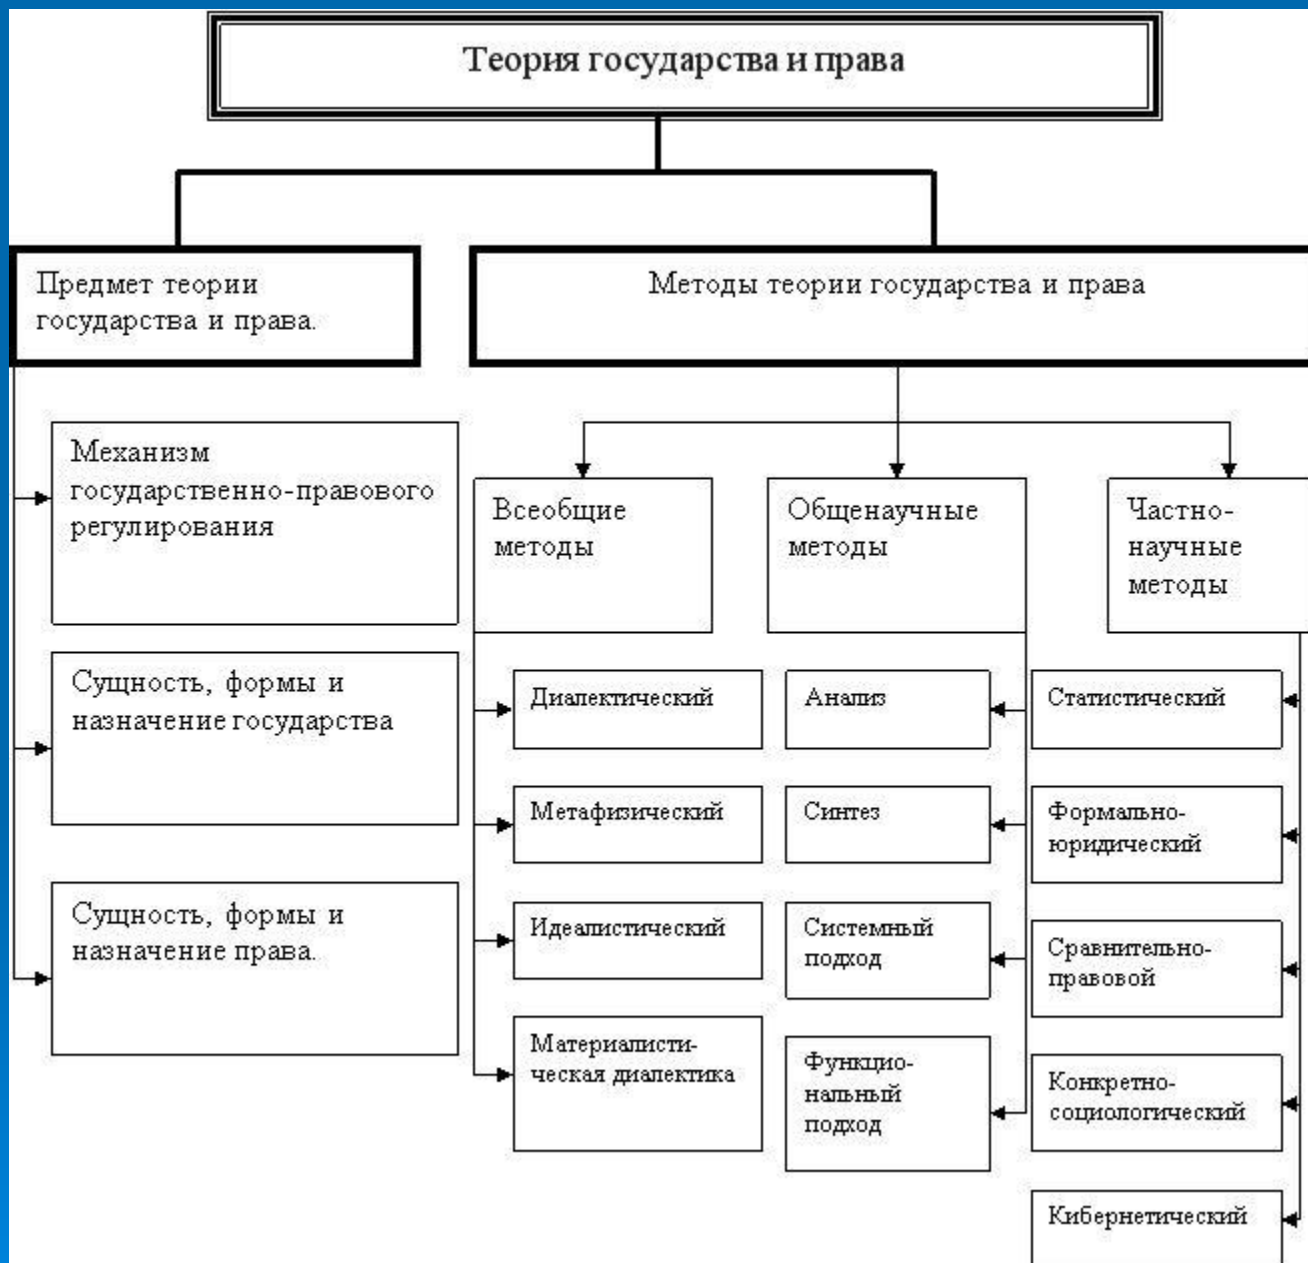 Теория государства и права
Предмет теории
государства и права.
Методы теории государства и права
Механизм
государственно-правового
регулирования
Сущность, формы и
назначение государства
Сущность, формы и
назначение права.
Всеобщие
методы
Диалектический
Метафизический
Идеалистический
Материалисти-
ческая диалектика
Общенаучные
методы
Анализ
Синтез
Системный
подход
Функцио-
нальный
подход
Частно-
научные
методы
Статистический
Формально-
юридический
Сравнительно-
правовой
Конкретно-
социологический
Кибернетический